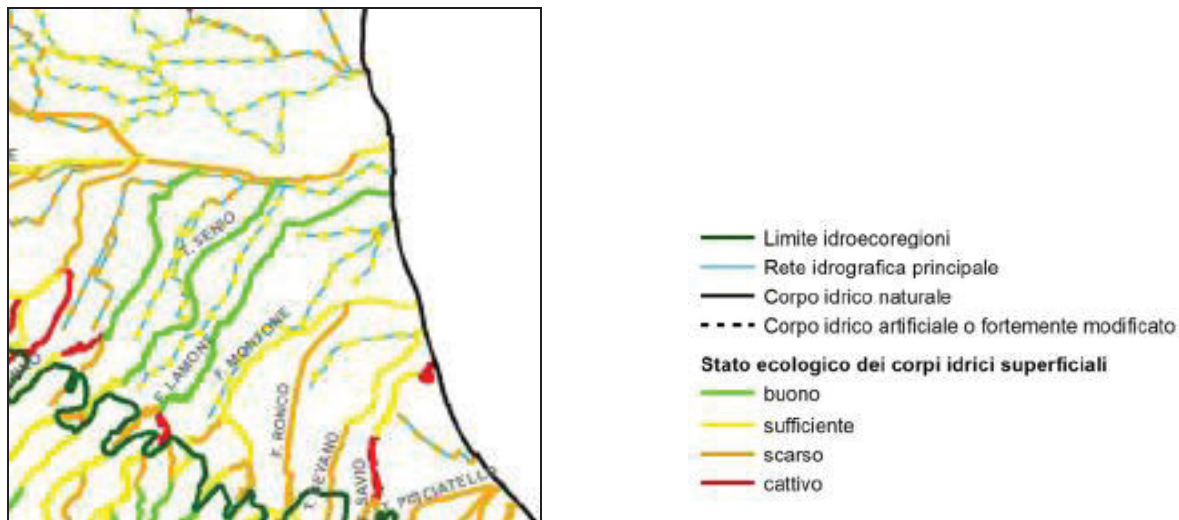 T. SENIO
F. LAMONE
F. MONTONE
F. RONCO
T. BEVANO
F. SAVIO
T. PISCIATELLO
Limite idroecoregioni
Rete idrografica principale
Corpo idrico naturale
Corpo idrico artificiale o fortemente modificato
Stato ecologico dei corpi idrici superficiali
buono
sufficiente
scarso
cattivo